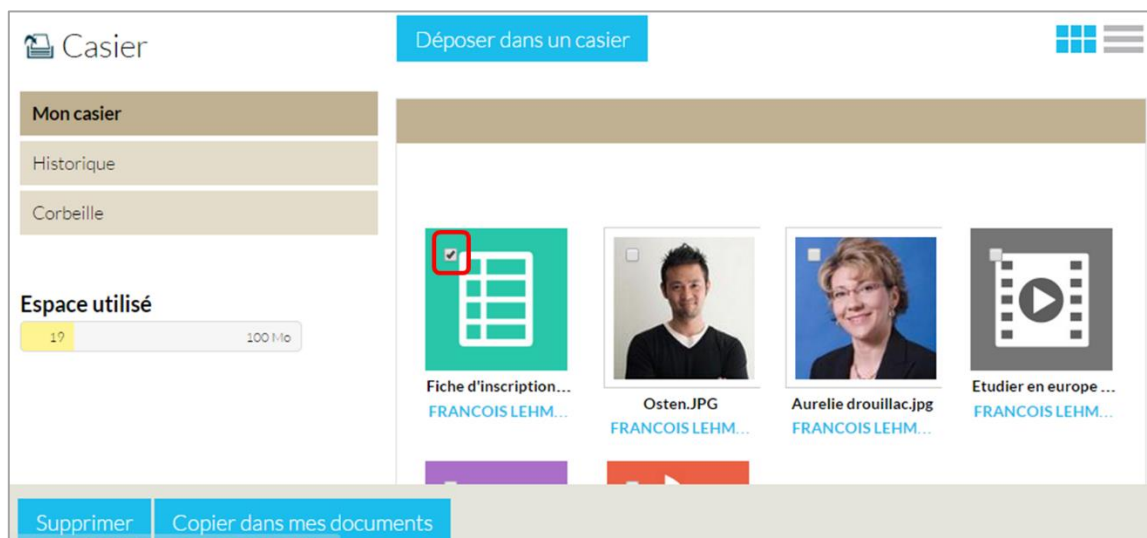 Casier
Déposer dans un casier
Mon casier
Historique
Corbeille
Espace utilisé
19 100 Mo
Fiche d'inscription...
FRANCOIS LEHM...
Osten.JPG
FRANCOIS LEHM...
Aurelie drouillac.jpg
FRANCOIS LEHM...
Etudier en europe ...
FRANCOIS LEHM...
Supprimer
Copier dans mes documents